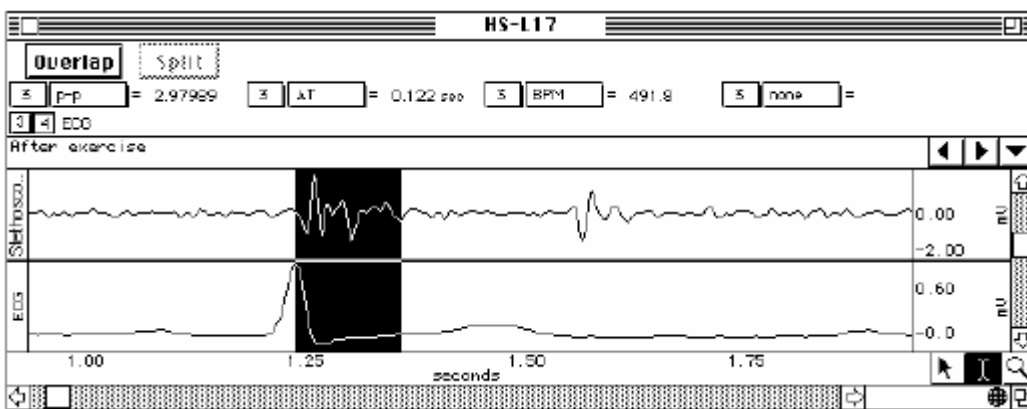 HS-L17
Overlap Split
3 p-p = 2.97989 3 ΔT = 0.122 sec 3 BPM = 491.8 3 none =
3 4 ECG
After exercise
Stethosco..
0.00
-2.00
mV
ECG
0.60
-0.0
mV
1.00 1.25 1.50 1.75
seconds